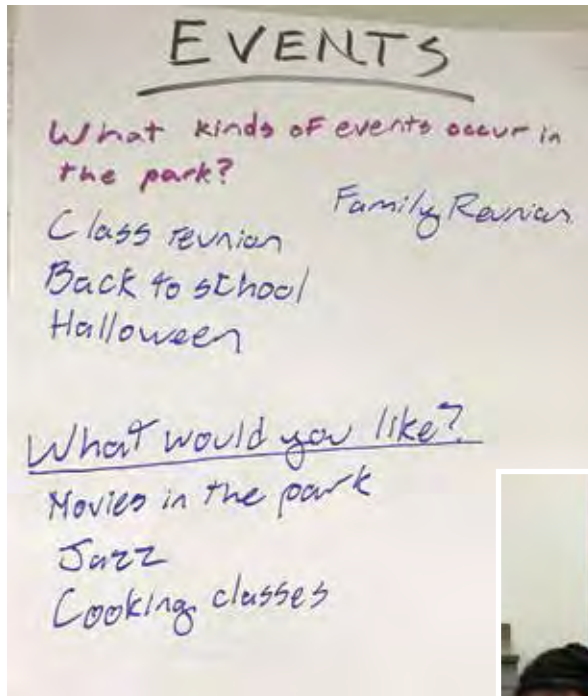 EVENTS
What kinds of events occur in
the park?
Family Reunion
Class reunion
Back to school
Halloween
What would you like?
Movies in the park
Jazz
Cooking classes